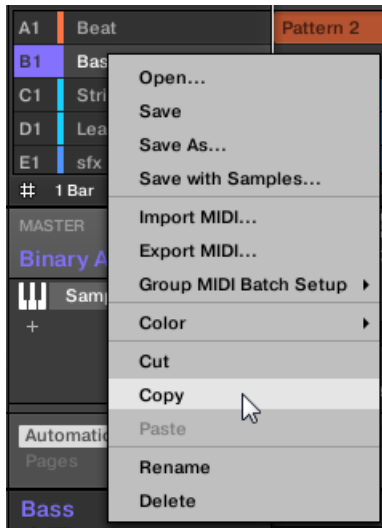 A1 Beat Pattern 2
B1 Bas
Open...
C1 Stri
Save
D1 Lea
Save As...
E1 sfx
Save with Samples...
1 Bar
Import MIDI...
MASTER
Export MIDI...
Binary A
Group MIDI Batch Setup
Sam
Color
+
Cut
Copy
Automatic
Paste
Pages
Rename
Bass
Delete